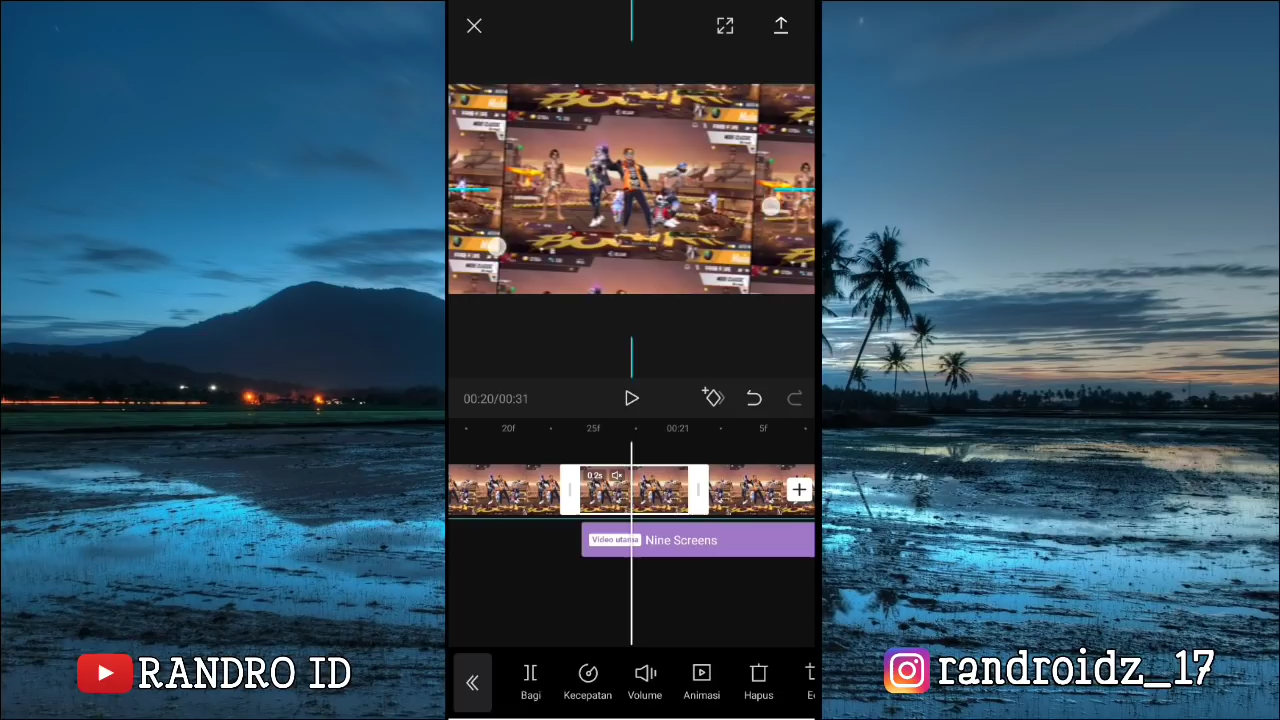 00:20/00:31
20f
25f
00:21
5f
0.2s
Video utama
Nine Screens
Bagi
Kecepatan
Volume
Animasi
Hapus
RANDRO ID
randroidz_17